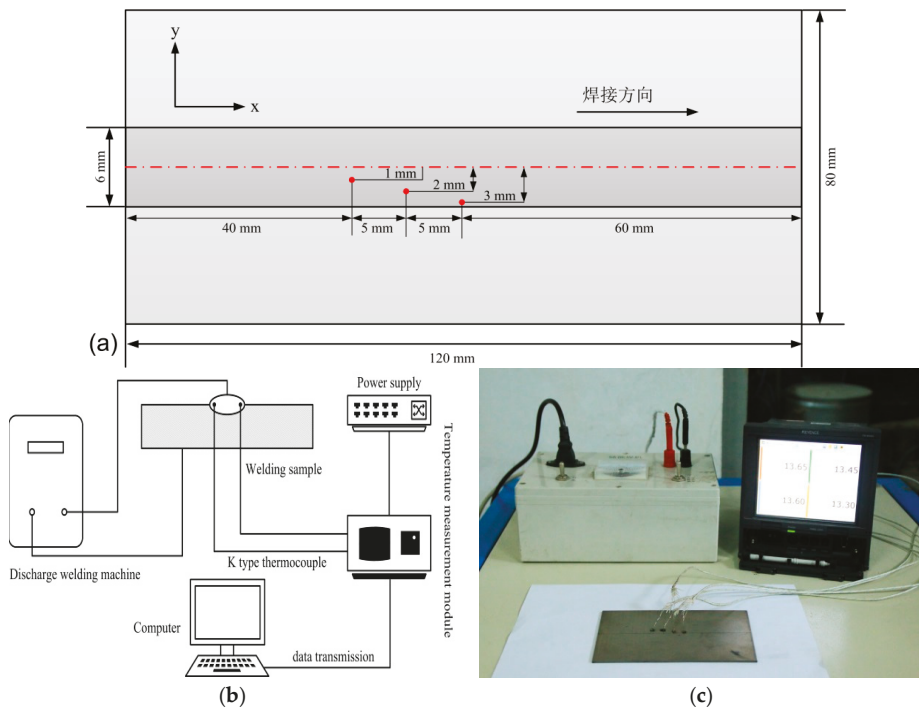 y
x
焊接方向
6 mm
1 mm
2 mm
3 mm
80 mm
40 mm
5 mm
5 mm
60 mm
(a)
120 mm
Power supply
Welding sample
Temperature measurement module
K type thermocouple
Discharge welding machine
Computer
data transmission
13.65
13.45
13.60
13.30
(b)
(c)